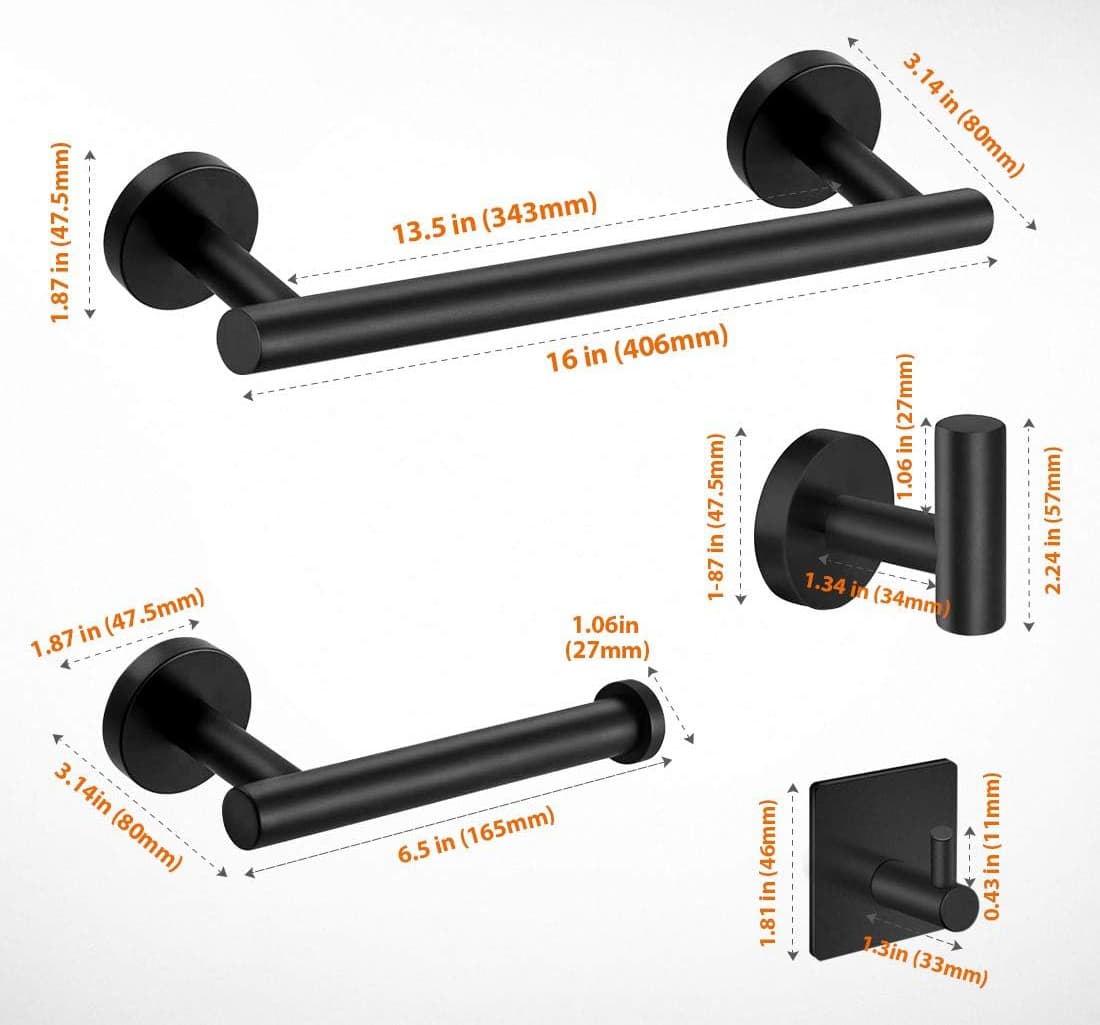 3.14 in (80mm)
1.87 in (47.5mm)
13.5 in (343mm)
16 in (406mm)
1.06 in (27mm)
1-87 in (47.5mm)
2.24 in (57mm)
1.34 in (34mm)
1.87 in (47.5mm)
1.06in
(27mm)
3.14in (80mm)
6.5 in (165mm)
1.81 in (46mm)
0.43 in (11mm)
1.3in (33mm)